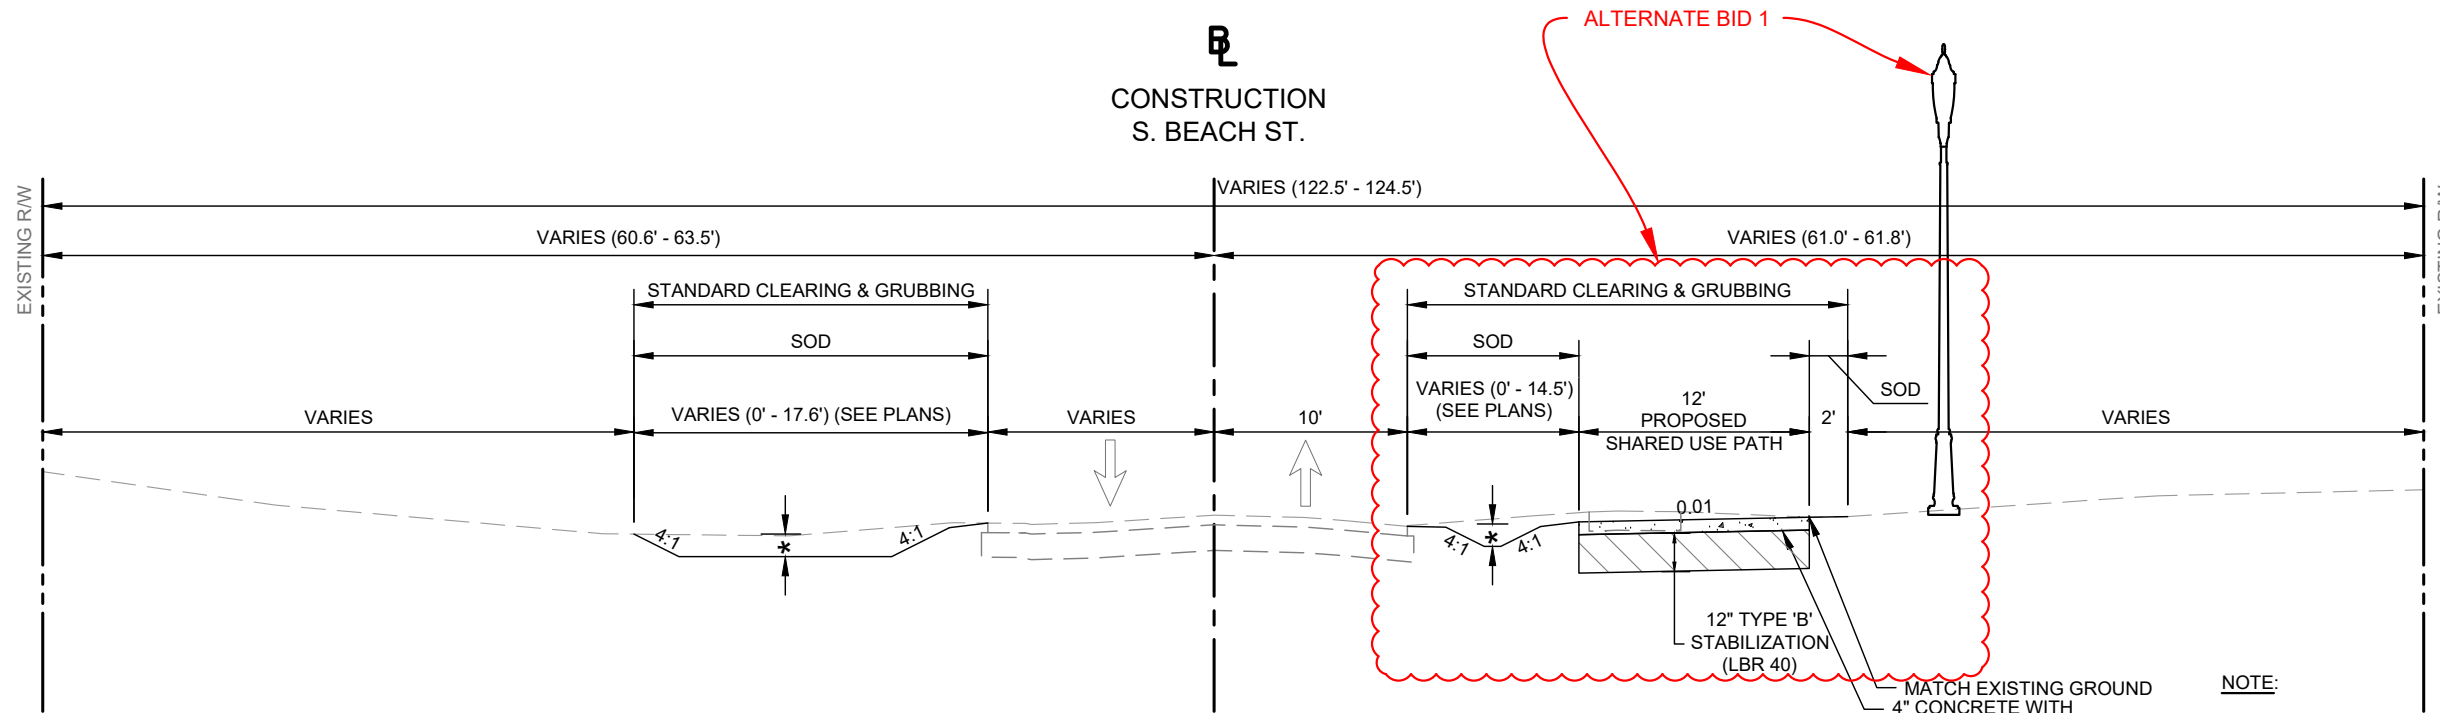 ALTERNATE BID 1
BL
CONSTRUCTION
S. BEACH ST.
EXISTING R/W
VARIES (122.5' - 124.5')
VARIES (60.6' - 63.5')
VARIES (61.0' - 61.8')
STANDARD CLEARING & GRUBBING
STANDARD CLEARING & GRUBBING
SOD
SOD
SOD
VARIES
VARIES (0' - 17.6') (SEE PLANS)
VARIES
10'
VARIES (0' - 14.5')
(SEE PLANS)
12'
PROPOSED
SHARED USE PATH
2'
VARIES
0.01
4:1
*
4:1
4:1
*
4:1
12" TYPE 'B'
STABILIZATION
(LBR 40)
MATCH EXISTING GROUND
4" CONCRETE WITH
NOTE: